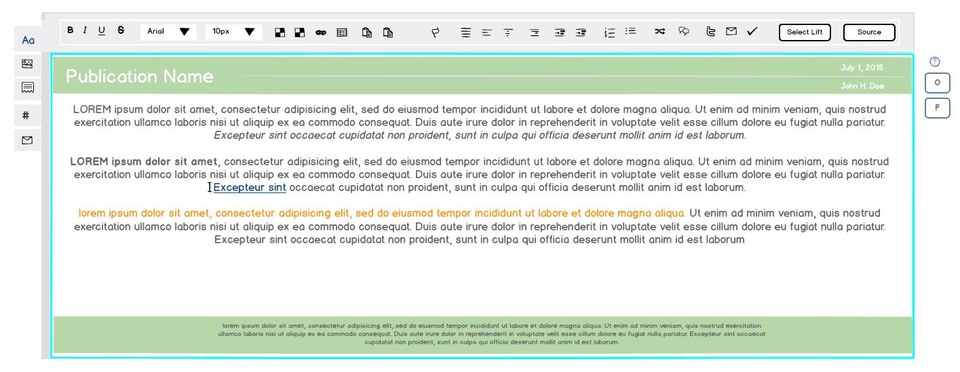 B I U S Arial 10px Select Lift Source
Aa
#
?
O
F
Publication Name
July 1, 2015
John H. Doe
LOREM ipsum dolor sit amet, consectetur adipisicing elit, sed do eiusmod tempor incididunt ut labore et dolore magna aliqua. Ut enim ad minim veniam, quis nostrud
exercitation ullamco laboris nisi ut aliquip ex ea commodo consequat. Duis aute irure dolor in reprehenderit in voluptate velit esse cillum dolore eu fugiat nulla pariatur.
Excepteur sint occaecat cupidatat non proident, sunt in culpa qui officia deserunt mollit anim id est laborum.
LOREM ipsum dolor sit amet, consectetur adipisicing elit, sed do eiusmod tempor incididunt ut labore et dolore magna aliqua. Ut enim ad minim veniam, quis nostrud
exercitation ullamco laboris nisi ut aliquip ex ea commodo consequat. Duis aute irure dolor in reprehenderit in voluptate velit esse cillum dolore eu fugiat nulla pariatur.
Excepteur sint occaecat cupidatat non proident, sunt in culpa qui officia deserunt mollit anim id est laborum.
lorem ipsum dolor sit amet, consectetur adipisicing elit, sed do eiusmod tempor incididunt ut labore et dolore magna aliqua. Ut enim ad minim veniam, quis nostrud
exercitation ullamco laboris nisi ut aliquip ex ea commodo consequat. Duis aute irure dolor in reprehenderit in voluptate velit esse cillum dolore eu fugiat nulla pariatur.
Excepteur sint occaecat cupidatat non proident, sunt in culpa qui officia deserunt mollit anim id est laborum
lorem ipsum dolor sit amet, consectetur adipisicing elit, sed do eiusmod tempor incididunt ut labore et dolore magna aliqua. Ut enim ad minim veniam, quis nostrud exercitation
ullamco laboris nisi ut aliquip ex ea commodo consequat. Duis aute irure dolor in reprehenderit in voluptate velit esse cillum dolore eu fugiat nulla pariatur. Excepteur sint occaecat
cupidatat non proident, sunt in culpa qui officia deserunt mollit anim id est laborum.